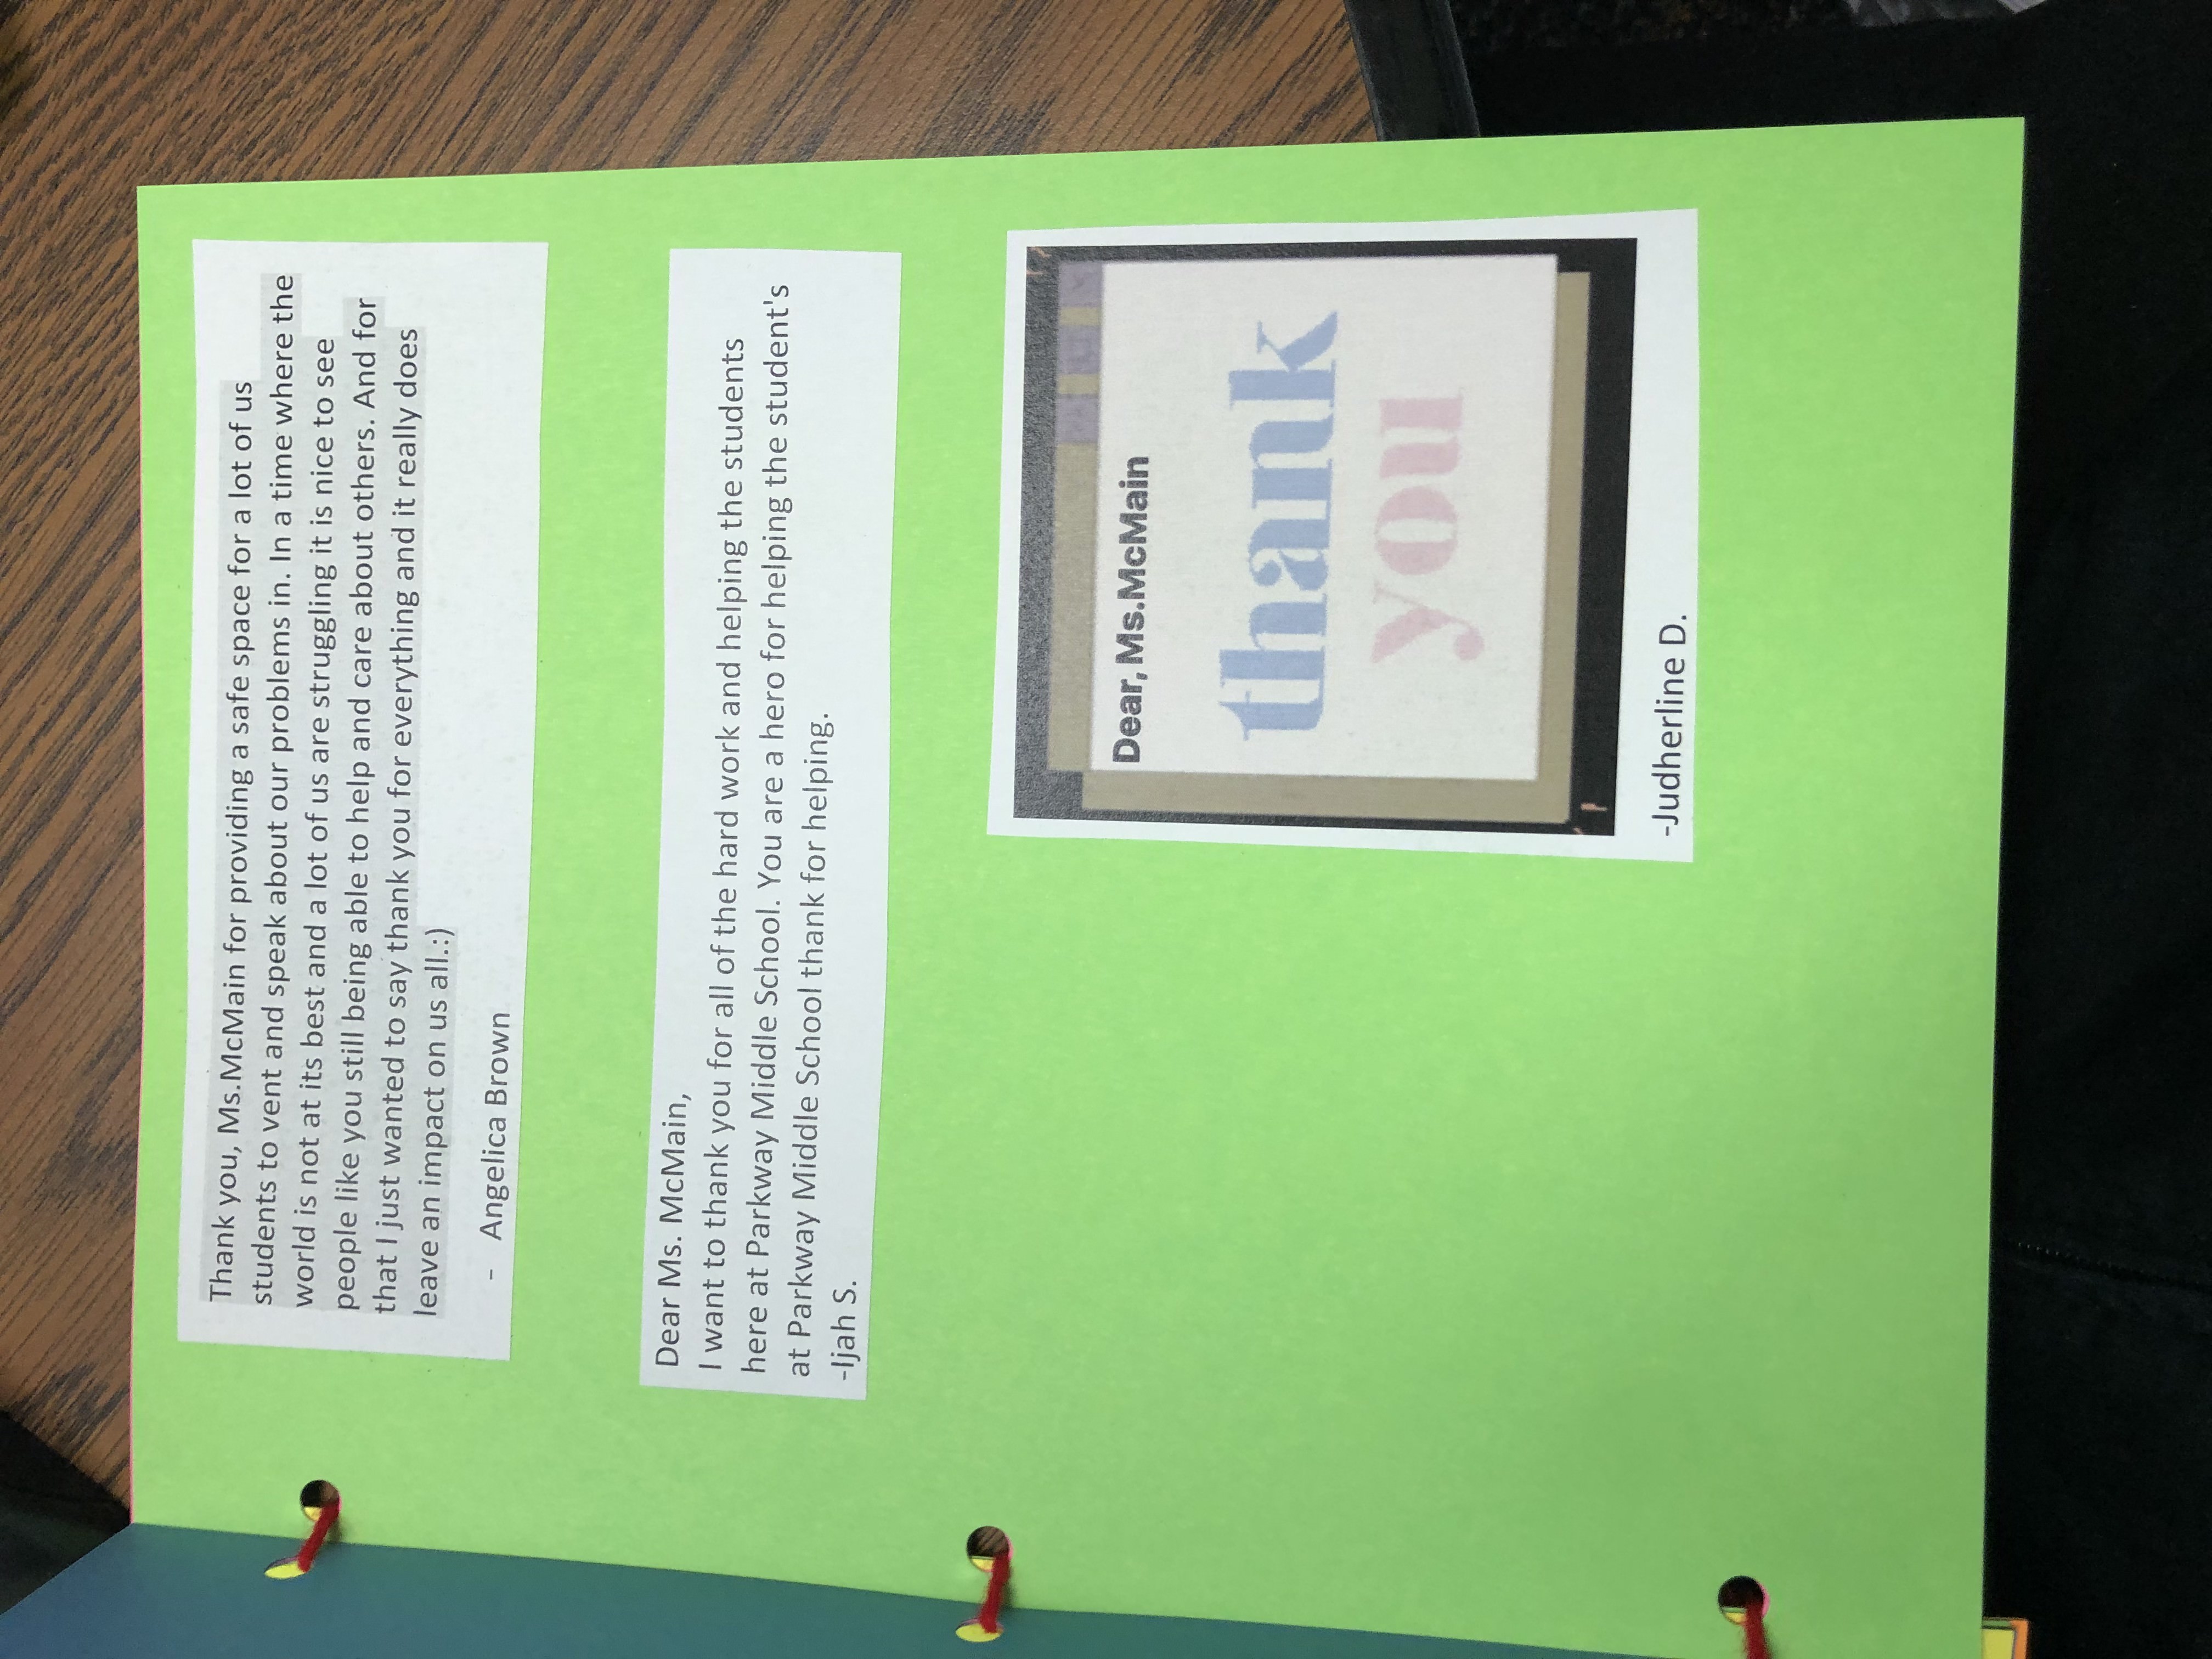 Thank you, Ms.McMain for providing a safe space for a lot of us
students to vent and speak about our problems in. In a time where the
world is not at its best and a lot of us are struggling it is nice to see
people like you still being able to help and care about others. And for
that I just wanted to say thank you for everything and it really does
leave an impact on us all.:)
- Angelica Brown
Dear Ms. McMain,
I want to thank you for all of the hard work and helping the students
here at Parkway Middle School. You are a hero for helping the student's
at Parkway Middle School thank for helping.
-Ijah S.
Dear, Ms.McMain
thank
you
-Judherline D.